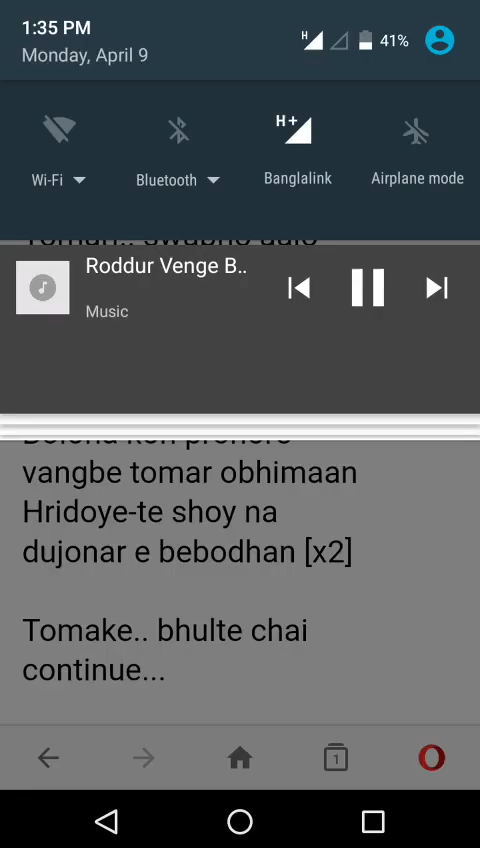 1:35 PM
Monday, April 9
H
41%
Wi-Fi
Bluetooth
H+
Banglalink
Airplane mode
Roddur Venge B..
Music
vangbe tomar obhimaan
Hridoye-te shoy na
dujonar e bebodhan [x2]
Tomake.. bhulte chai
continue...
1